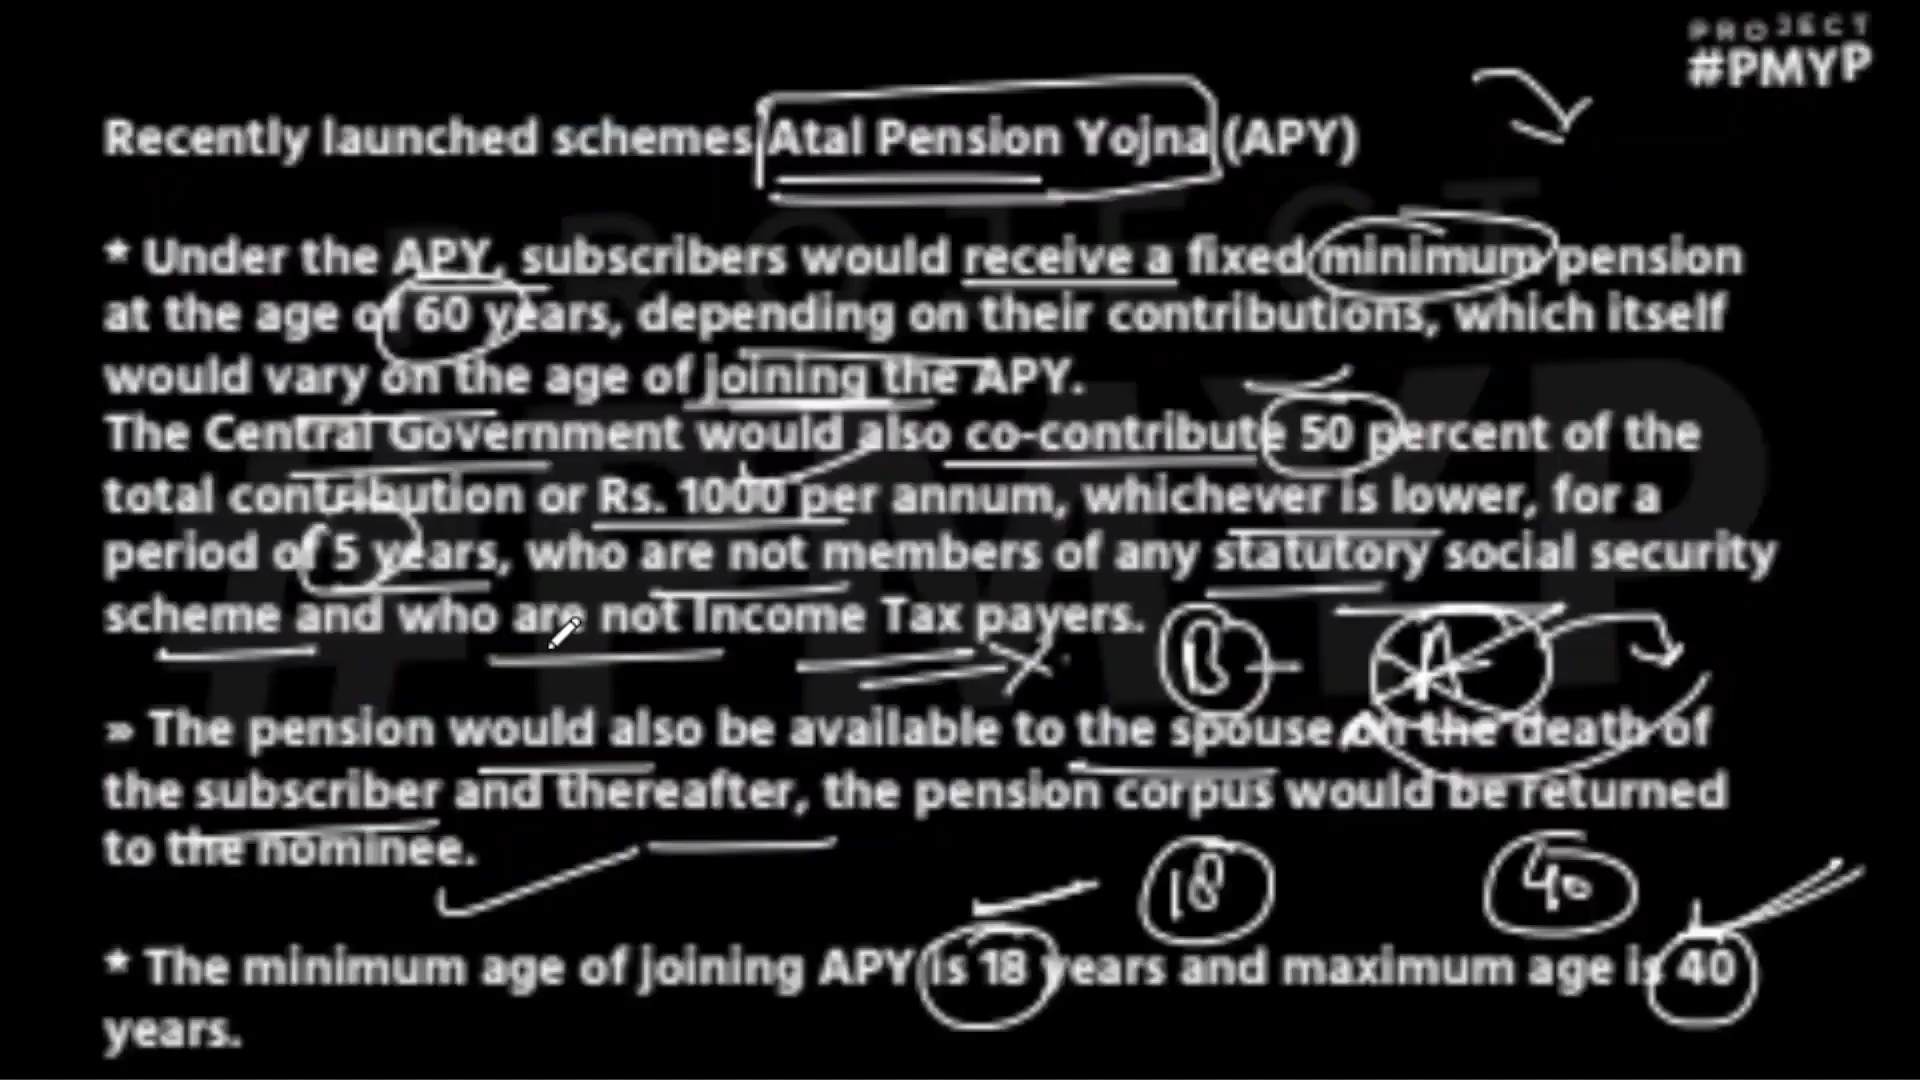 PROJECT
#PMYP
Recently launched schemes Atal Pension Yojna (APY)
* Under the APY, subscribers would receive a fixed minimum pension
at the age of 60 years, depending on their contributions, which itself
would vary on the age of joining the APY.
The Central Government would also co-contribute 50 percent of the
total contribution or Rs. 1000 per annum, whichever is lower, for a
period of 5 years, who are not members of any statutory social security
scheme and who are not Income Tax payers.
B A
» The pension would also be available to the spouse on the death of
the subscriber and thereafter, the pension corpus would be returned
to the nominee.
18 40
* The minimum age of joining APY is 18 years and maximum age is 40
years.